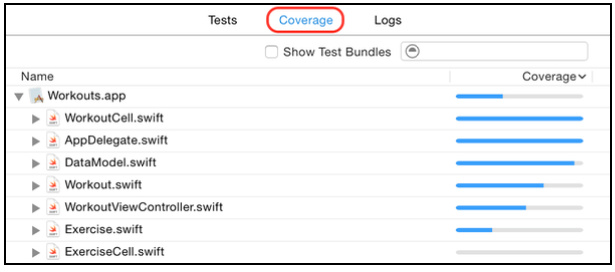 Tests Coverage Logs
Show Test Bundles
Name Coverage
Workouts.app
WorkoutCell.swift
AppDelegate.swift
DataModel.swift
Workout.swift
WorkoutViewController.swift
Exercise.swift
ExerciseCell.swift